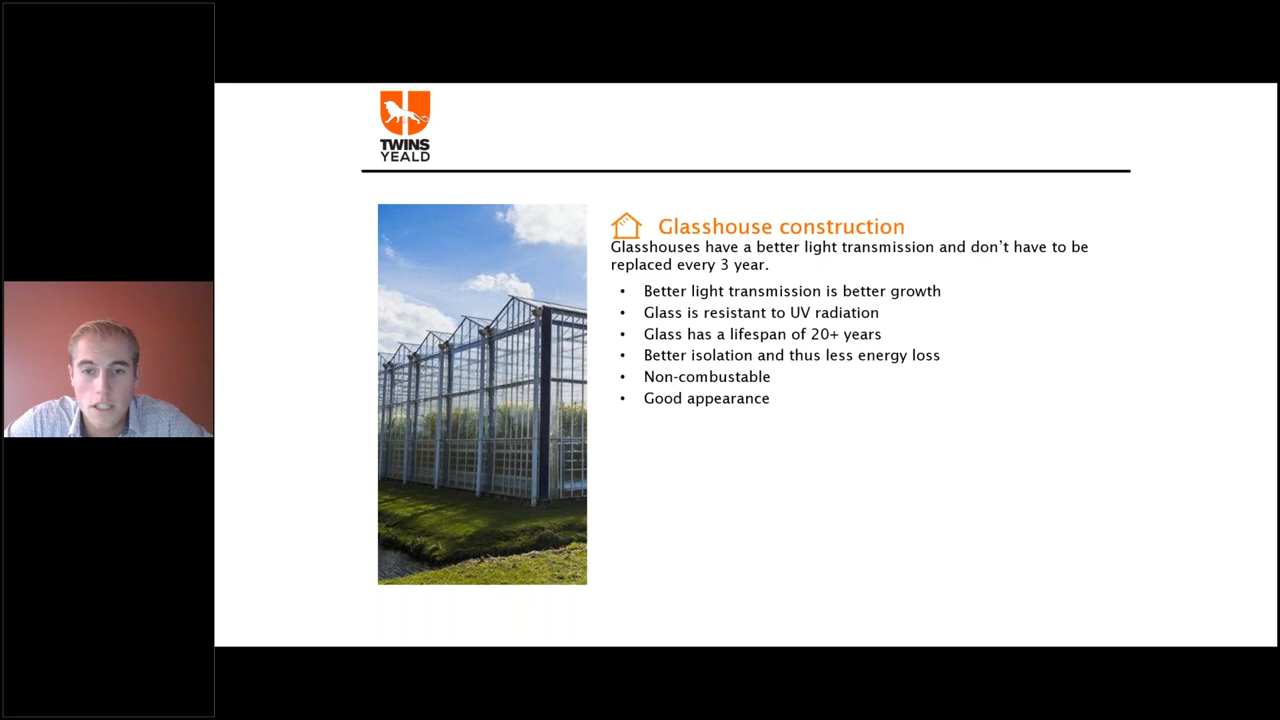 TWINS
YEALD
Glasshouse construction
Glasshouses have a better light transmission and don’t have to be
replaced every 3 year.
• Better light transmission is better growth
• Glass is resistant to UV radiation
• Glass has a lifespan of 20+ years
• Better isolation and thus less energy loss
• Non-combustable
• Good appearance